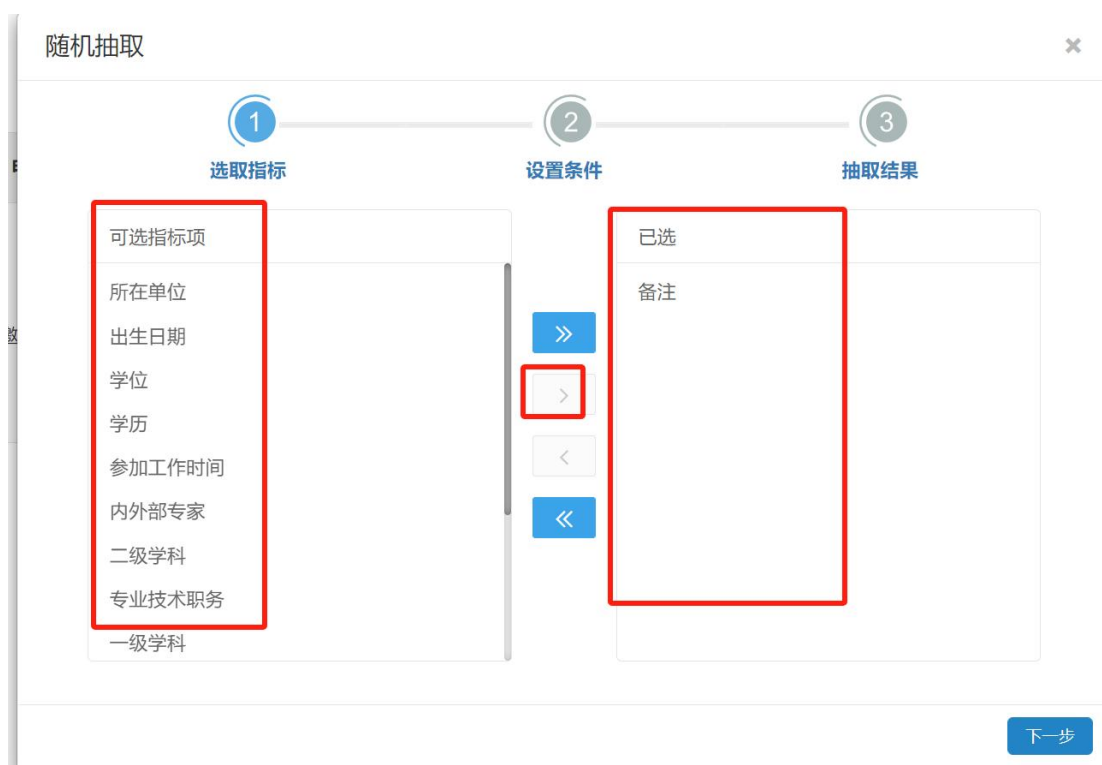 随机抽取
1
2
3
选取指标
设置条件
抽取结果
可选指标项
所在单位
出生日期
学位
学历
参加工作时间
内外部专家
二级学科
专业技术职务
一级学科
已选
备注
下一步